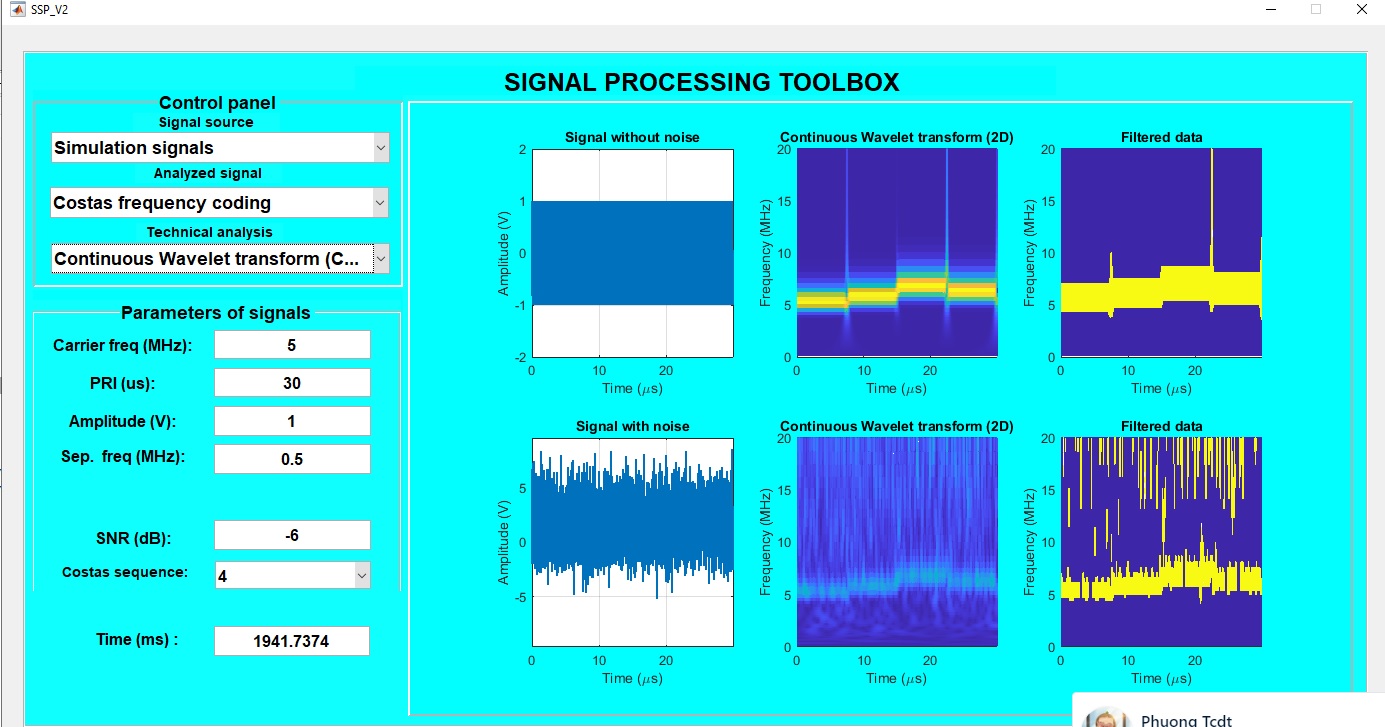 SSP_V2
SIGNAL PROCESSING TOOLBOX
Control panel
Signal source
Simulation signals
Analyzed signal
Costas frequency coding
Technical analysis
Continuous Wavelet transform (C...
Parameters of signals
Carrier freq (MHz): 5
PRI (us): 30
Amplitude (V): 1
Sep. freq (MHz): 0.5
SNR (dB): -6
Costas sequence: 4
Time (ms) : 1941.7374
Signal without noise
Amplitude (V)
2
1
0
-1
-2
0 10 20
Time (μs)
Continuous Wavelet transform (2D)
Frequency (MHz)
20
15
10
5
0
0 10 20
Time (μs)
Filtered data
Frequency (MHz)
20
15
10
5
0
0 10 20
Time (μs)
Signal with noise
Amplitude (V)
5
0
-5
0 10 20
Time (μs)
Continuous Wavelet transform (2D)
Frequency (MHz)
20
15
10
5
0
0 10 20
Time (μs)
Filtered data
Frequency (MHz)
20
15
10
5
0
0 10 20
Time (μs)
Phuong Tcdt